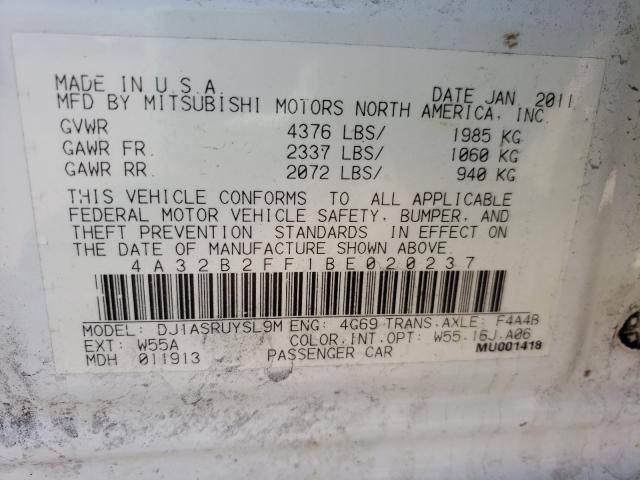 MADE IN U.S.A. DATE JAN 2011
MFD BY MITSUBISHI MOTORS NORTH AMERICA, INC.
GVWR 4376 LBS/ 1985 KG
GAWR FR. 2337 LBS/ 1060 KG
GAWR RR. 2072 LBS/ 940 KG
THIS VEHICLE CONFORMS TO ALL APPLICABLE
FEDERAL MOTOR VEHICLE SAFETY, BUMPER, AND
THEFT PREVENTION STANDARDS IN EFFECT ON
THE DATE OF MANUFACTURE SHOWN ABOVE.
4A32B2FF1BE020237
MODEL: DJ1ASRUYSL9M ENG: 4G69 TRANS.AXLE: F4A4B
EXT: W55A COLOR.INT.OPT: W55.16J.A06
MDH 011913 PASSENGER CAR MU001418